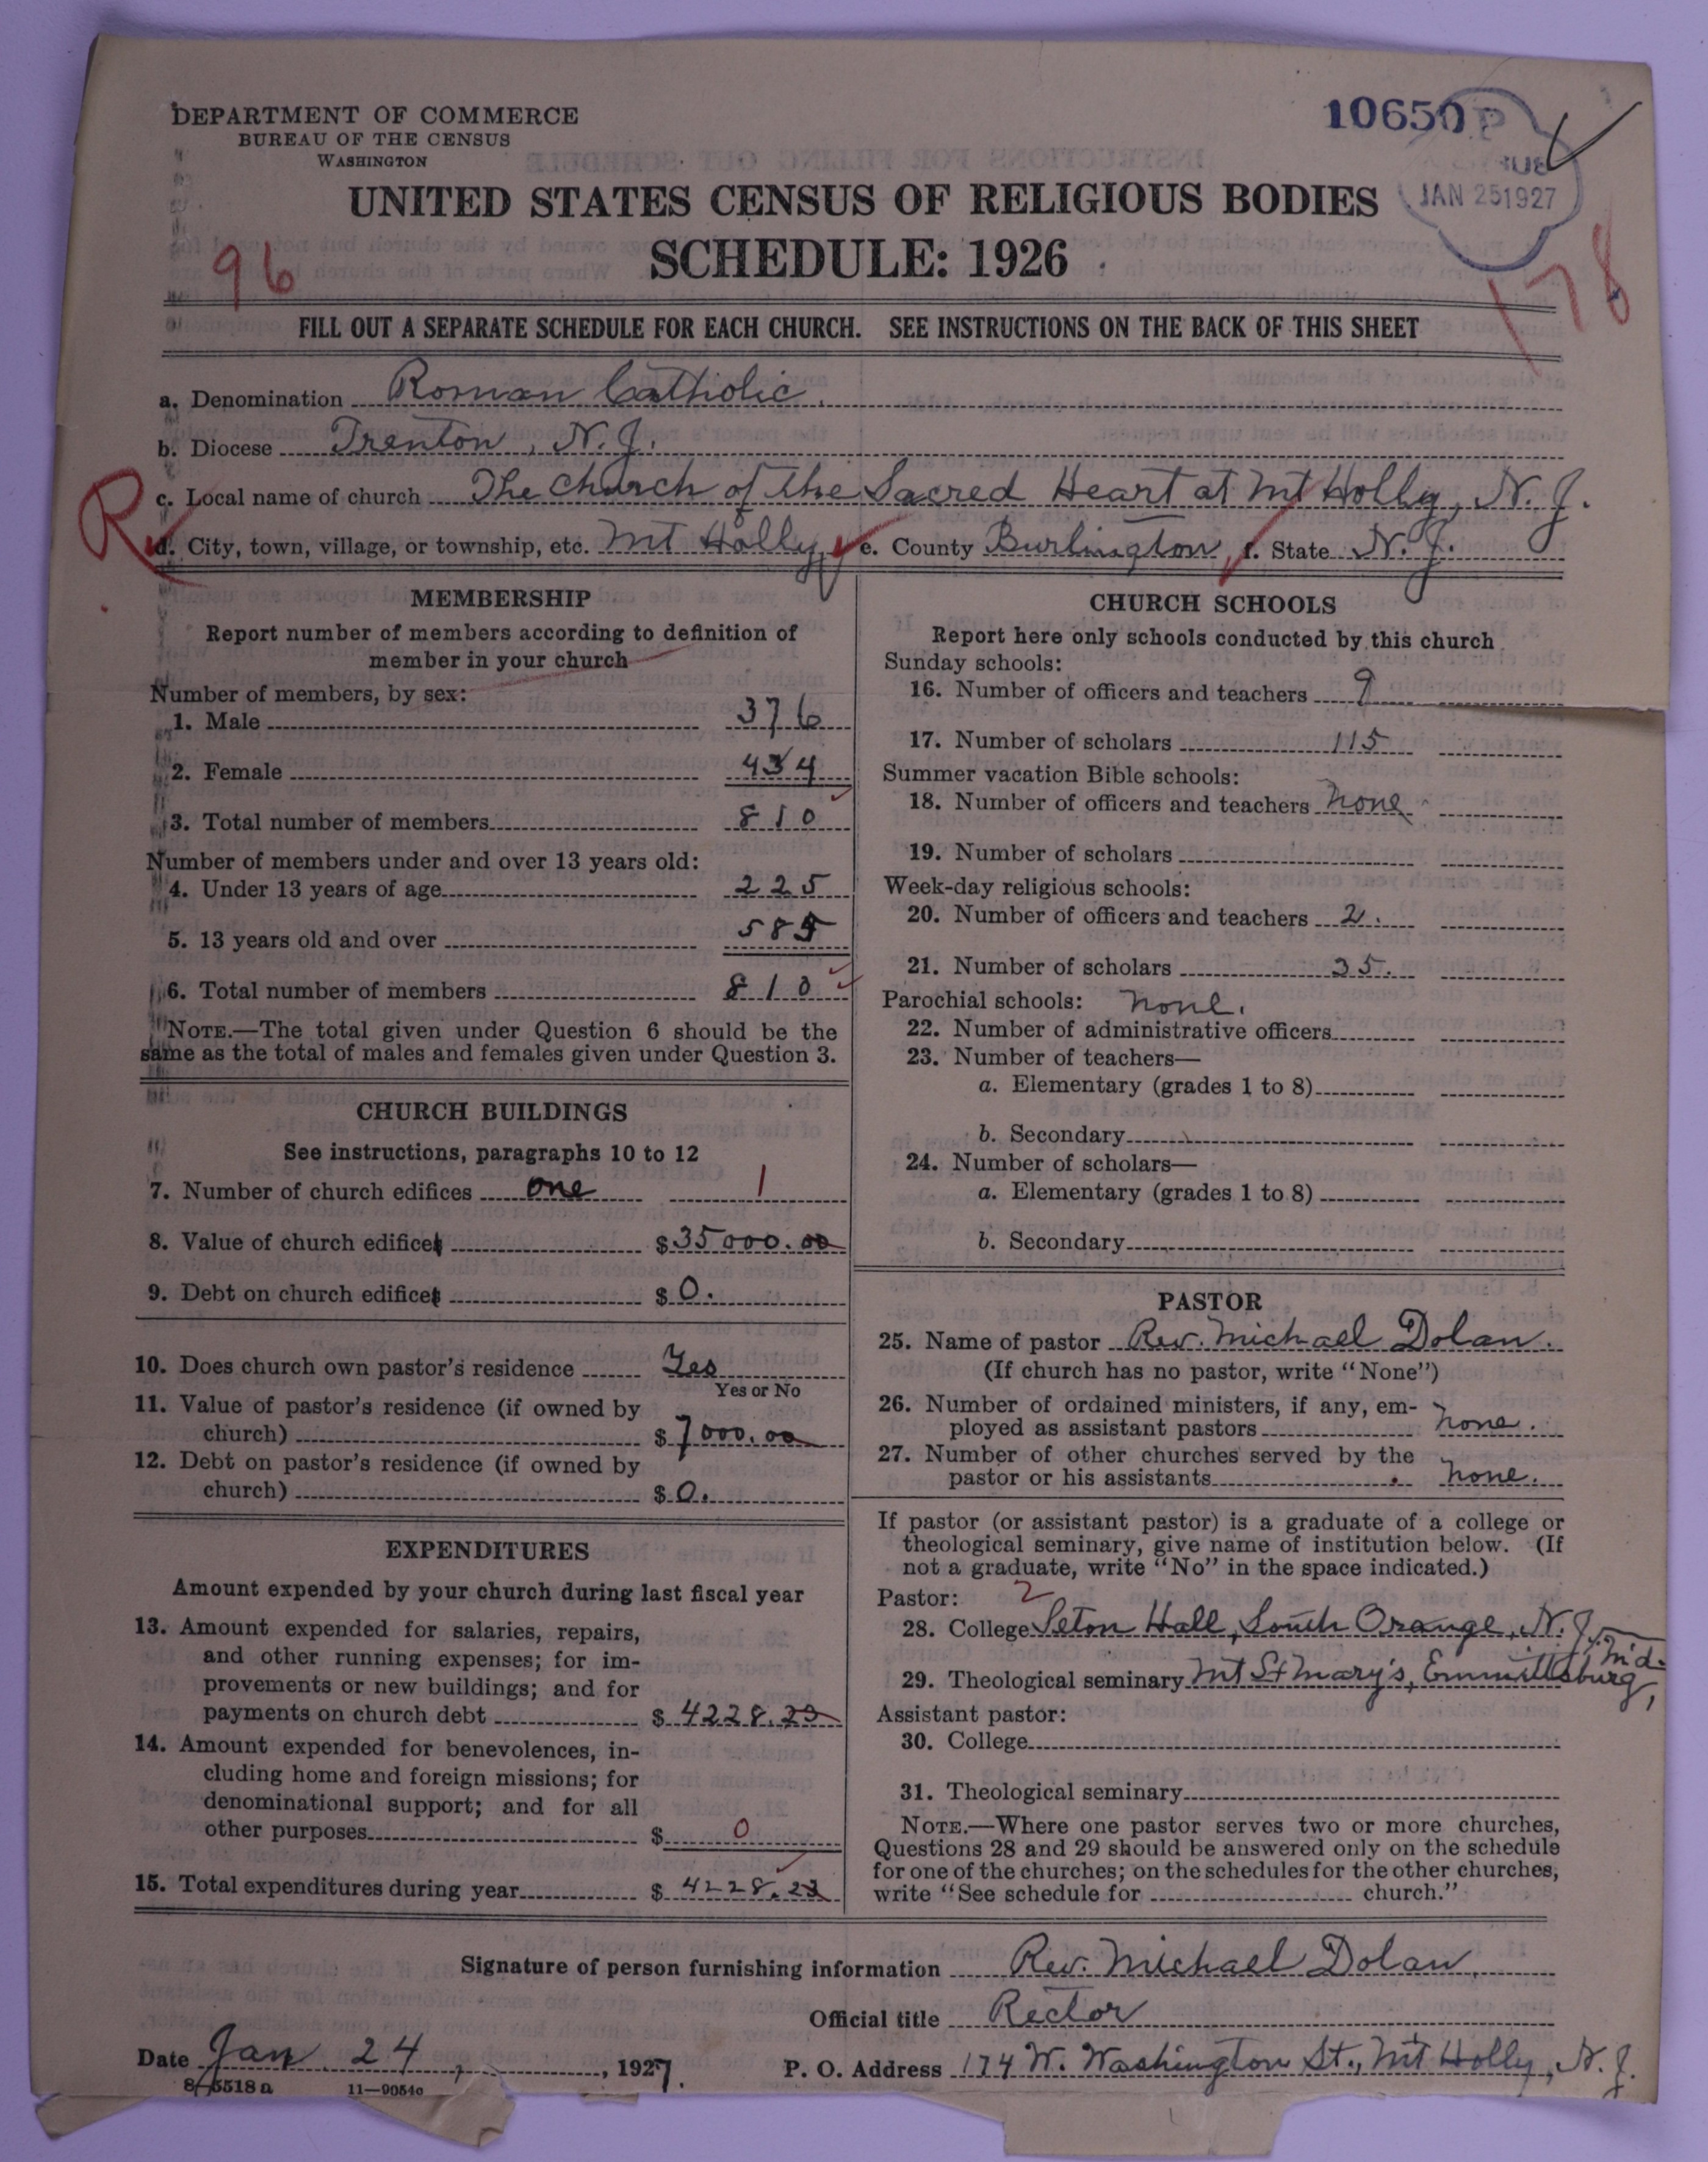 DEPARTMENT OF COMMERCE
BUREAU OF THE CENSUS
WASHINGTON
10650
JAN 25 1927
UNITED STATES CENSUS OF RELIGIOUS BODIES
SCHEDULE: 1926
96
178
FILL OUT A SEPARATE SCHEDULE FOR EACH CHURCH. SEE INSTRUCTIONS ON THE BACK OF THIS SHEET
a. Denomination Roman Catholic.
b. Diocese Trenton, N.J.
c. Local name of church The Church of the Sacred Heart at Mt Holly, N.J.
R
d. City, town, village, or township, etc. Mt Holly, e. County Burlington, f. State N.J.
MEMBERSHIP
Report number of members according to definition of
member in your church
Number of members, by sex:
1. Male 376
2. Female 434
3. Total number of members 810
Number of members under and over 13 years old:
4. Under 13 years of age 225
5. 13 years old and over 585
6. Total number of members 810
NOTE.—The total given under Question 6 should be the
same as the total of males and females given under Question 3.
CHURCH BUILDINGS
See instructions, paragraphs 10 to 12
7. Number of church edifices one 1
8. Value of church edifices $ 35000.00
9. Debt on church edifices $ 0.
10. Does church own pastor's residence Yes
Yes or No
11. Value of pastor's residence (if owned by
church) $ 7000.00
12. Debt on pastor's residence (if owned by
church) $ 0.
EXPENDITURES
Amount expended by your church during last fiscal year
13. Amount expended for salaries, repairs,
and other running expenses; for im-
provements or new buildings; and for
payments on church debt $ 4228.23
14. Amount expended for benevolences, in-
cluding home and foreign missions; for
denominational support; and for all
other purposes $ 0
15. Total expenditures during year $ 4228.23
CHURCH SCHOOLS
Report here only schools conducted by this church
Sunday schools:
16. Number of officers and teachers 9
17. Number of scholars 115
Summer vacation Bible schools:
18. Number of officers and teachers none
19. Number of scholars
Week-day religious schools:
20. Number of officers and teachers 2.
21. Number of scholars 35.
Parochial schools: none.
22. Number of administrative officers
23. Number of teachers—
a. Elementary (grades 1 to 8)
b. Secondary
24. Number of scholars—
a. Elementary (grades 1 to 8)
b. Secondary
PASTOR
25. Name of pastor Rev. Michael Dolan.
(If church has no pastor, write "None")
26. Number of ordained ministers, if any, em-
ployed as assistant pastors none.
27. Number of other churches served by the
pastor or his assistants none.
If pastor (or assistant pastor) is a graduate of a college or
theological seminary, give name of institution below. (If
not a graduate, write "No" in the space indicated.)
Pastor: 2
28. College Seton Hall, South Orange, N.J.
29. Theological seminary Mt St Mary's, Emmittsburg, Md.
Assistant pastor:
30. College
31. Theological seminary
NOTE.—Where one pastor serves two or more churches,
Questions 28 and 29 should be answered only on the schedule
for one of the churches; on the schedules for the other churches,
write "See schedule for church."
Signature of person furnishing information Rev. Michael Dolan,
Official title Rector
Date Jan 24, 1927. P. O. Address 174 W. Washington St., Mt Holly, N.J.
8-5518 a 11—9054c